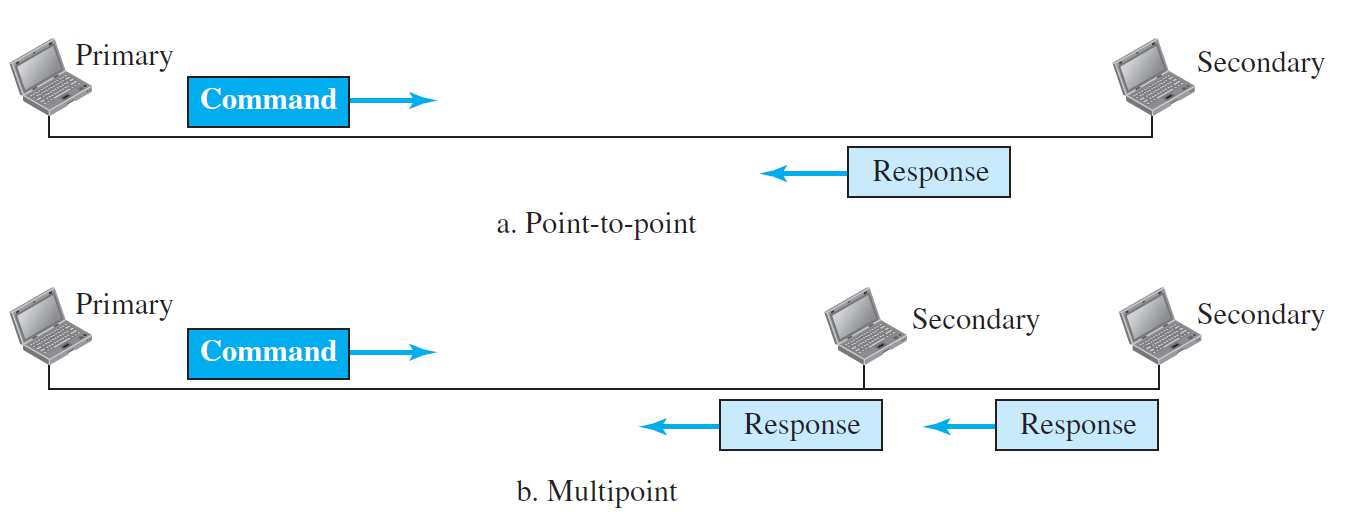 Primary
Secondary
Command
Response
a. Point-to-point
Primary
Secondary
Secondary
Command
Response
Response
b. Multipoint